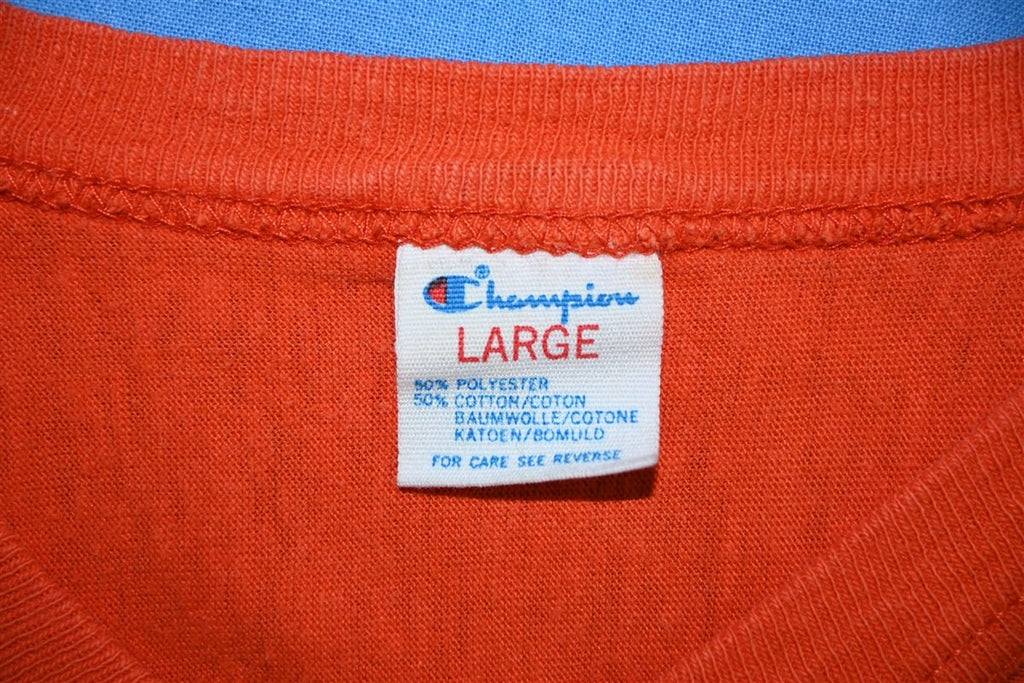 Champion®
LARGE
50% POLYESTER
50% COTTON/COTON
BAUMWOLLE/COTONE
KATOEN/BOMULD
FOR CARE SEE REVERSE